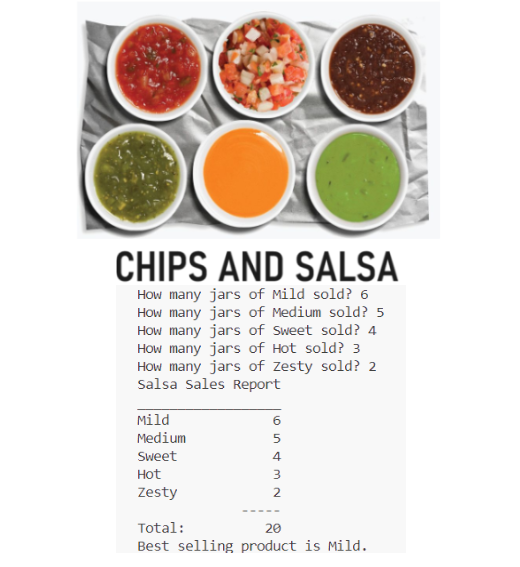 CHIPS AND SALSA
How many jars of Mild sold? 6
How many jars of Medium sold? 5
How many jars of Sweet sold? 4
How many jars of Hot sold? 3
How many jars of Zesty sold? 2
Salsa Sales Report
__________________
Mild 6
Medium 5
Sweet 4
Hot 3
Zesty 2
-----
Total: 20
Best selling product is Mild.